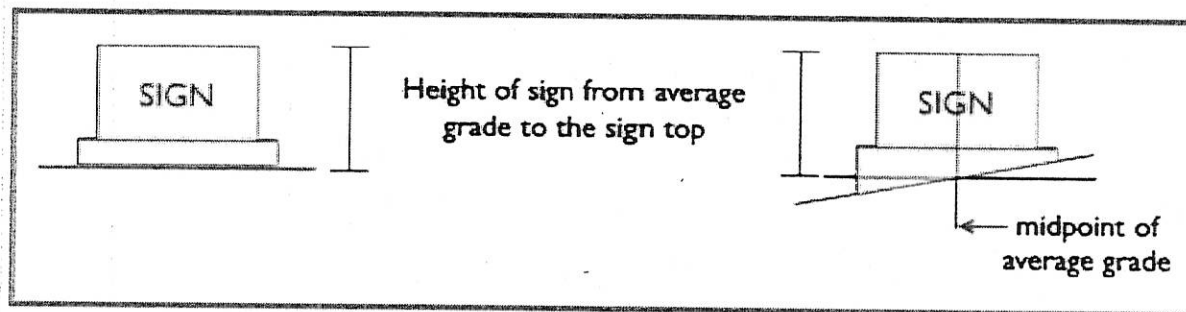 SIGN
Height of sign from average
grade to the sign top
SIGN
midpoint of
average grade